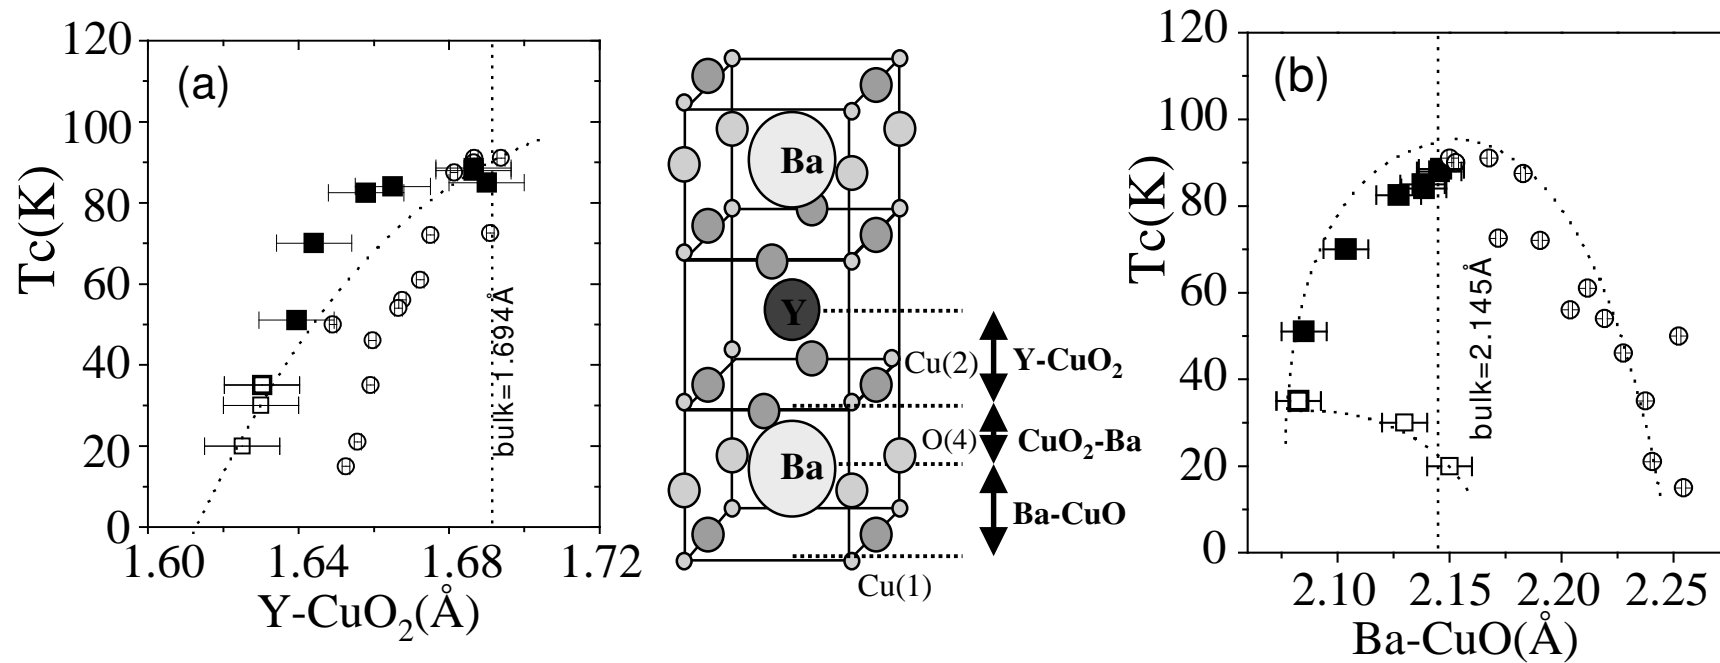 120
100
80
60
40
20
0
Tc(K)
(a)
bulk=1.694Å
1.60 1.64 1.68 1.72
Y-CuO₂(Å)
Ba
Y
Ba
Cu(2)
O(4)
Cu(1)
Y-CuO₂
CuO₂-Ba
Ba-CuO
120
100
80
60
40
20
0
Tc(K)
(b)
bulk=2.145Å
2.10 2.15 2.20 2.25
Ba-CuO(Å)